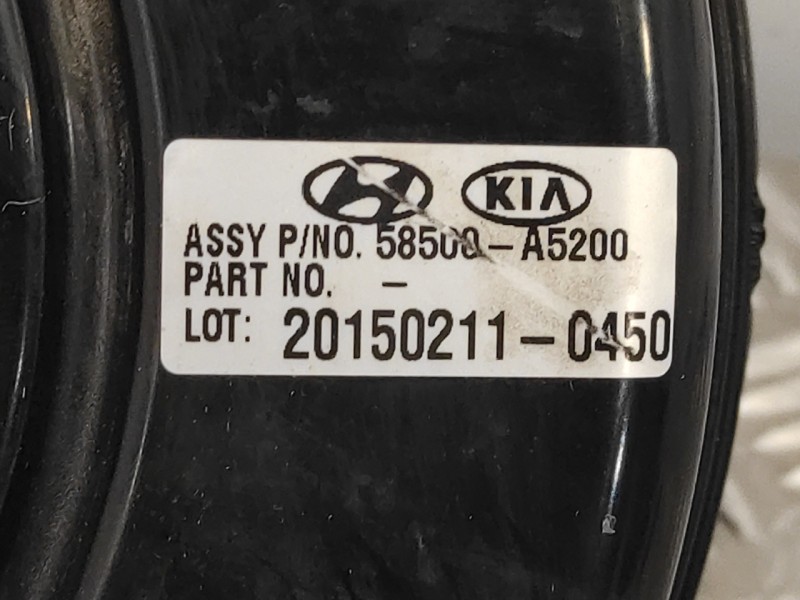 KIA
ASSY P/NO. 58500-A5200
PART NO. -
LOT: 20150211-0450